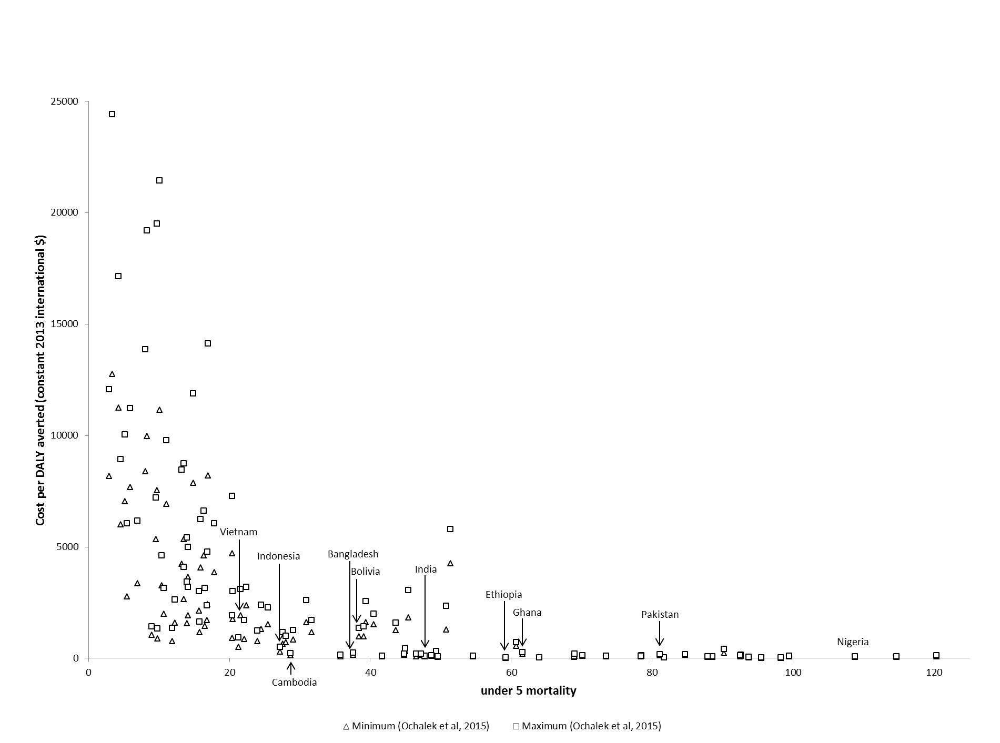 25000
20000
15000
10000
5000
0
Cost per DALY averted (constant 2013 international $)
Vietnam
Indonesia
Bangladesh
Bolivia
India
Ethiopia
Ghana
Pakistan
Nigeria
0 20 40 60 80 100 120
Cambodia
under 5 mortality
Minimum (Ochalek et al, 2015) Maximum (Ochalek et al, 2015)